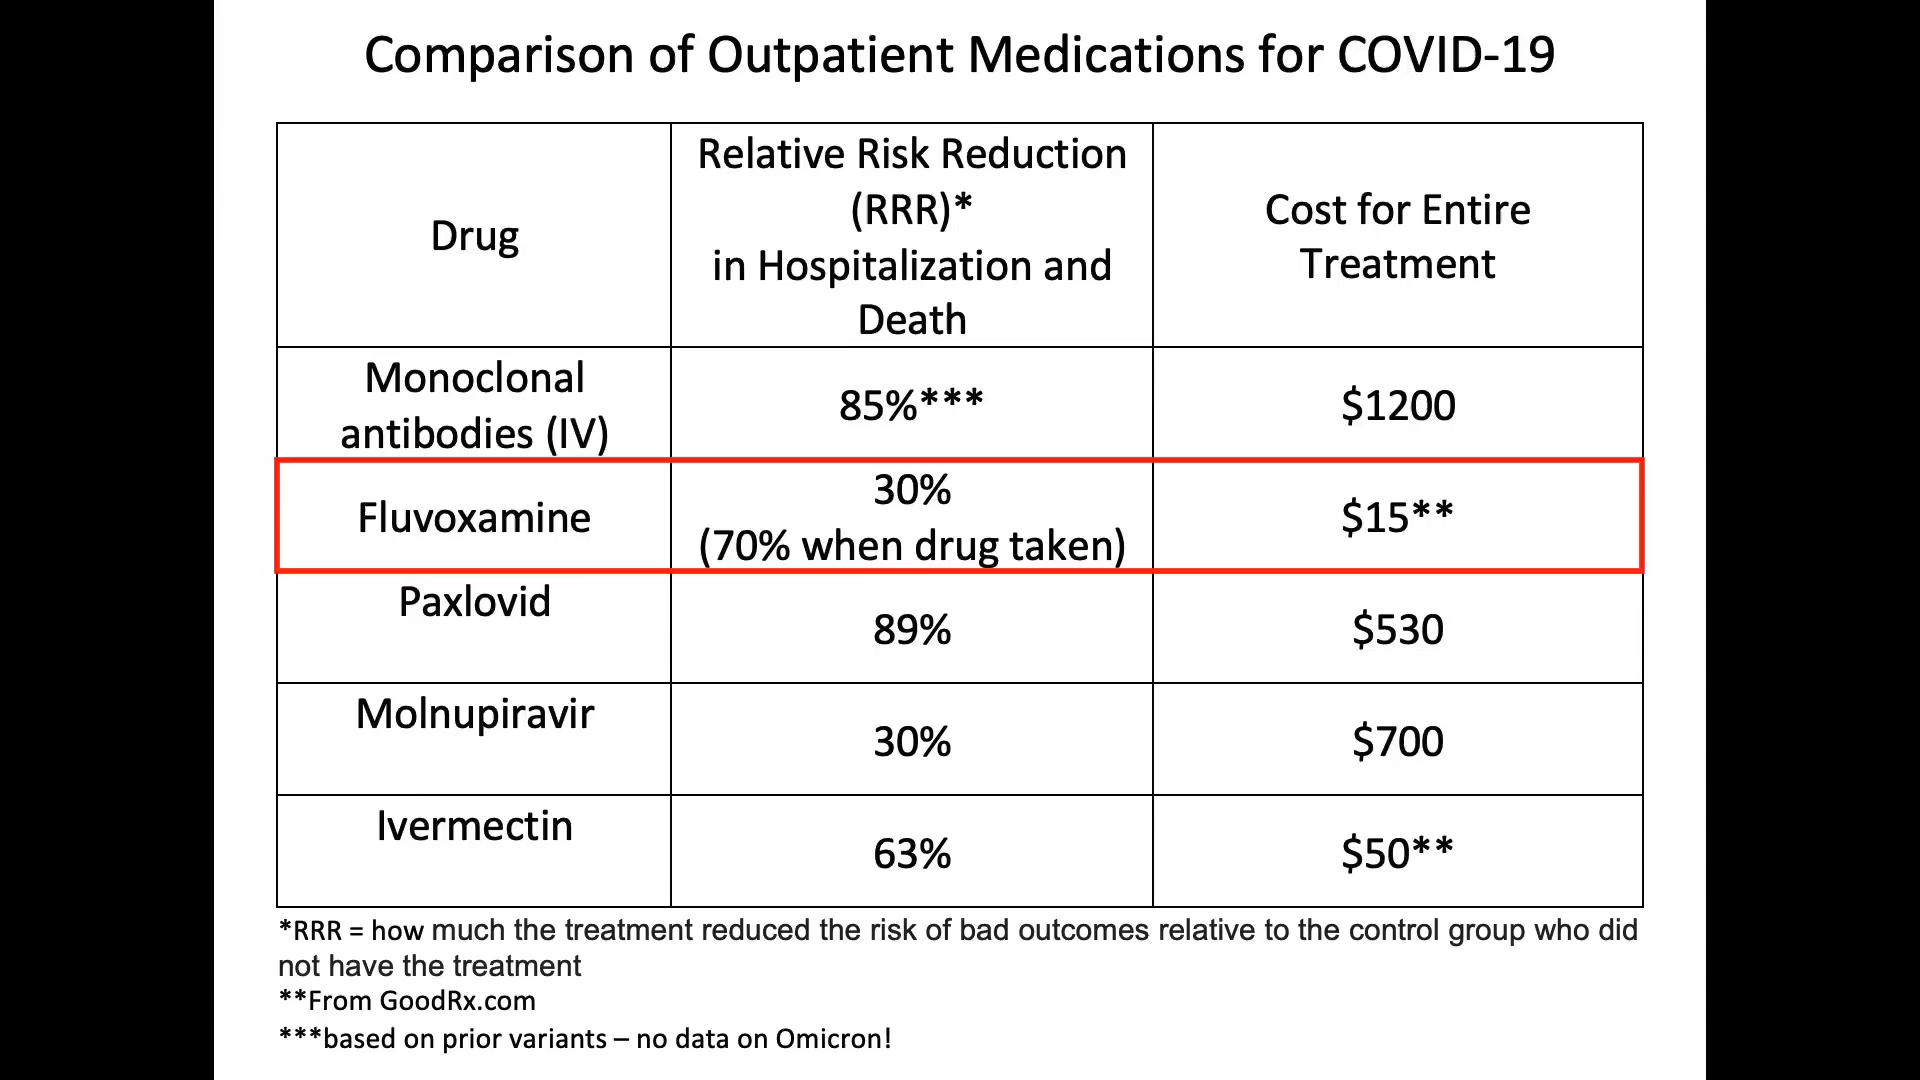 Comparison of Outpatient Medications for COVID-19
Drug
Relative Risk Reduction
(RRR)*
in Hospitalization and
Death
Cost for Entire
Treatment
Monoclonal
antibodies (IV)
85%***
$1200
Fluvoxamine
30%
(70% when drug taken)
$15**
Paxlovid
89%
$530
Molnupiravir
30%
$700
Ivermectin
63%
$50**
*RRR = how much the treatment reduced the risk of bad outcomes relative to the control group who did
not have the treatment
**From GoodRx.com
***based on prior variants – no data on Omicron!